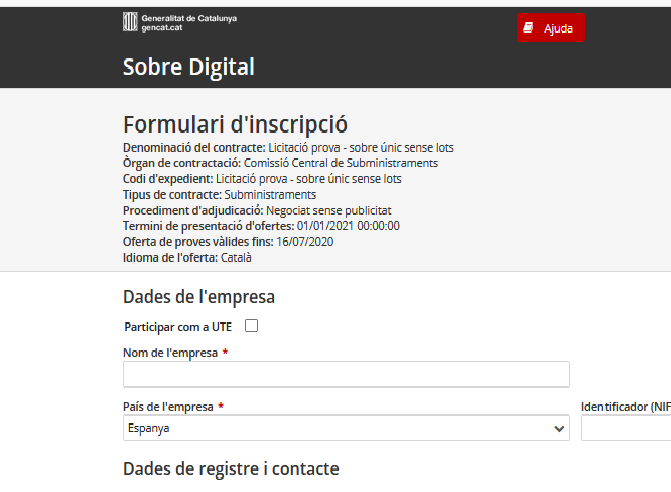 Generalitat de Catalunya
gencat.cat
Ajuda
Sobre Digital
Formulari d'inscripció
Denominació del contracte: Licitació prova - sobre únic sense lots
Òrgan de contractació: Comissió Central de Subministraments
Codi d'expedient: Licitació prova - sobre únic sense lots
Tipus de contracte: Subministraments
Procediment d'adjudicació: Negociat sense publicitat
Termini de presentació d'ofertes: 01/01/2021 00:00:00
Oferta de proves vàlides fins: 16/07/2020
Idioma de l'oferta: Català
Dades de l'empresa
Participar com a UTE
Nom de l'empresa *
País de l'empresa * Identificador (NIF
Espanya
Dades de registre i contacte